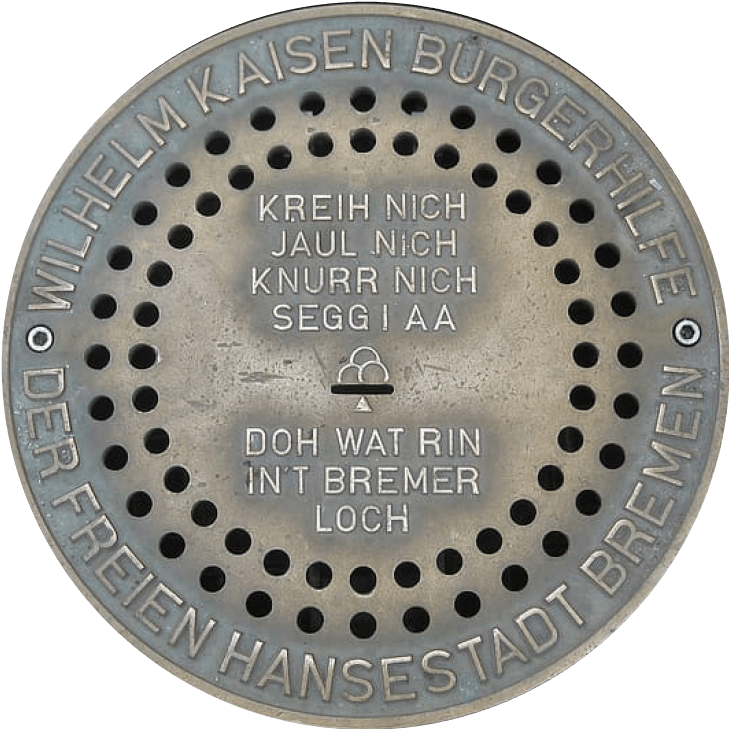 WILHELM KAISEN BÜRGERHILFE
KREIH NICH
JAUL NICH
KNURR NICH
SEGG I A A
DOH WAT RIN
IN'T BREMER
LOCH
DER FREIEN HANSESTADT BREMEN